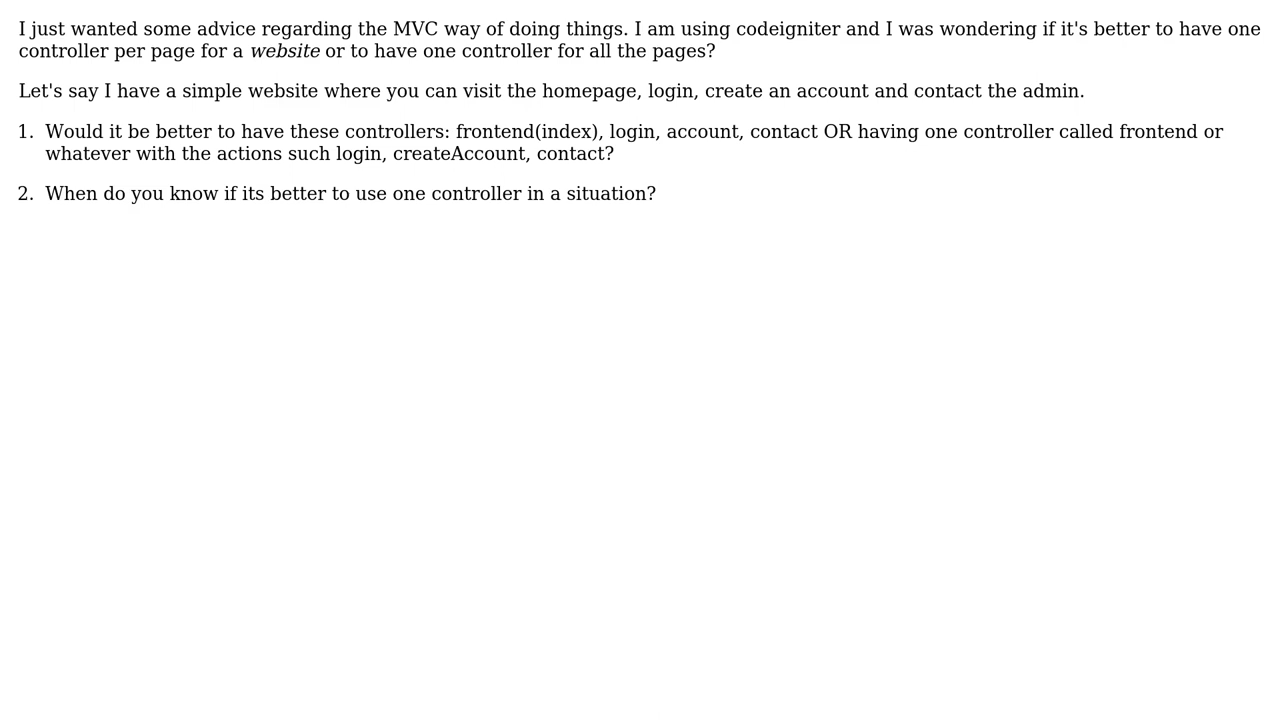 I just wanted some advice regarding the MVC way of doing things. I am using codeigniter and I was wondering if it's better to have one
controller per page for a website or to have one controller for all the pages?
Let's say I have a simple website where you can visit the homepage, login, create an account and contact the admin.
1. Would it be better to have these controllers: frontend(index), login, account, contact OR having one controller called frontend or
whatever with the actions such login, createAccount, contact?
2. When do you know if its better to use one controller in a situation?